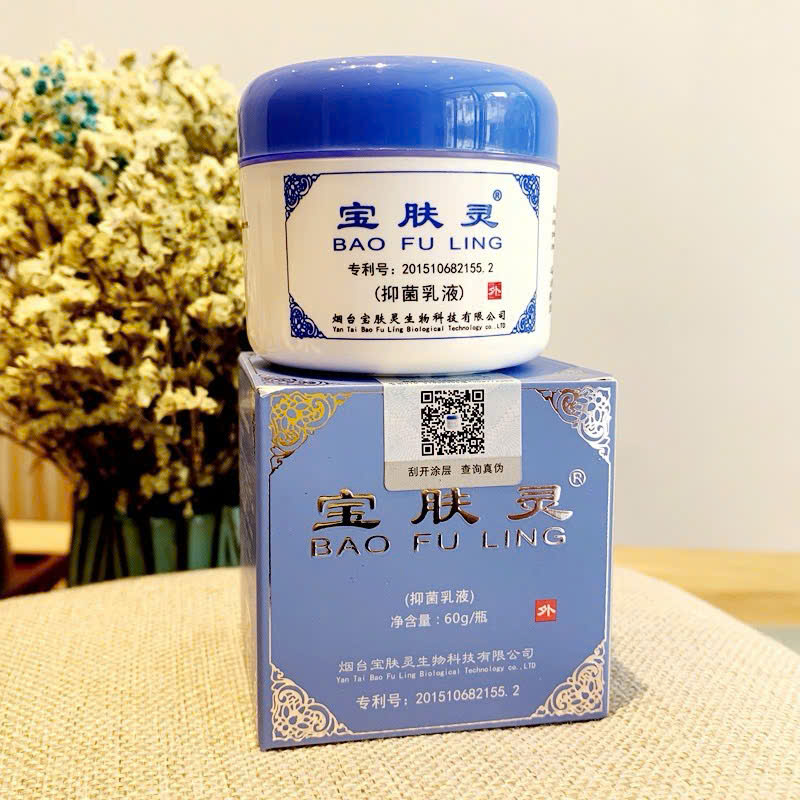 宝肤灵®
BAO FU LING
专利号：201510682155.2
(抑菌乳液) 外
烟台宝肤灵生物科技有限公司
Yan Tai Bao Fu Ling Biological Technology co.,LTD
刮开涂层 查询真伪
宝肤灵®
BAO FU LING
(抑菌乳液)
净含量：60g/瓶
外
烟台宝肤灵生物科技有限公司
Yan Tai Bao Fu Ling Biological Technology co.,LTD
专利号：201510682155.2